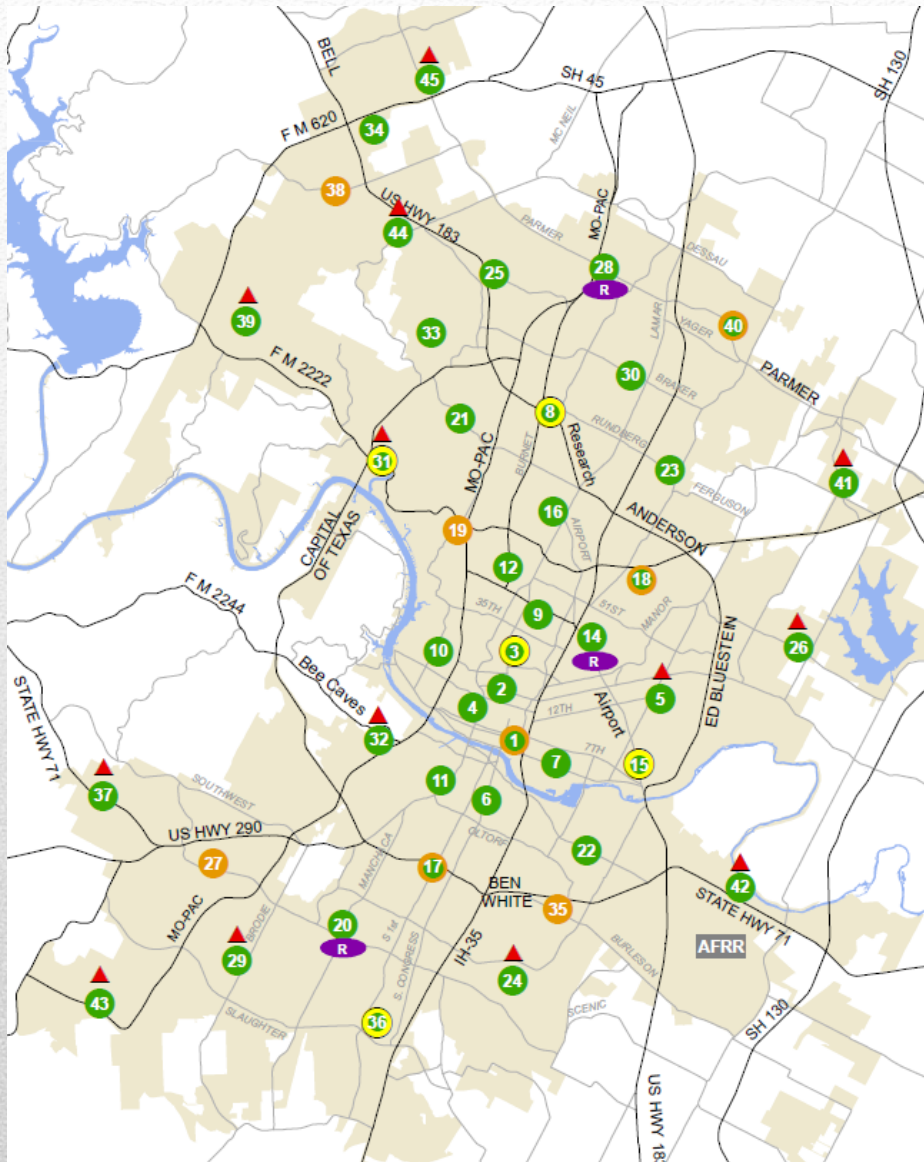 BELL
45
SH 45
SH 130
F M 620
34
MC NEIL
38
US HWY 183
44
MO-PAC
PARMER
DESSAU
28
R
25
39
33
LAMAR
YAGER
40
F M 2222
PARMER
30
BRAKER
21
8
RUNDBERG
BURNET
Research
MO-PAC
31
23
41
FERGUSON
CAPITAL
OF TEXAS
19
16
AIRPORT
ANDERSON
12
18
F M 2244
35TH
9
51ST
MANOR
14
R
10
3
26
ED BLUESTEIN
Bee Caves
STATE HWY 71
2
4
12TH
Airport
5
32
1
7TH
7
15
11
6
37
SOUTHWEST
US HWY 290
MANCHACA
OLTORF
22
27
17
BEN
WHITE
35
42
STATE HWY 71
MO-PAC
BRODIE
20
R
S 1st
S. CONGRESS
IH-35
BURLESON
AFRR
29
24
43
SLAUGHTER
36
SCENIC
SH 130
US HWY 183